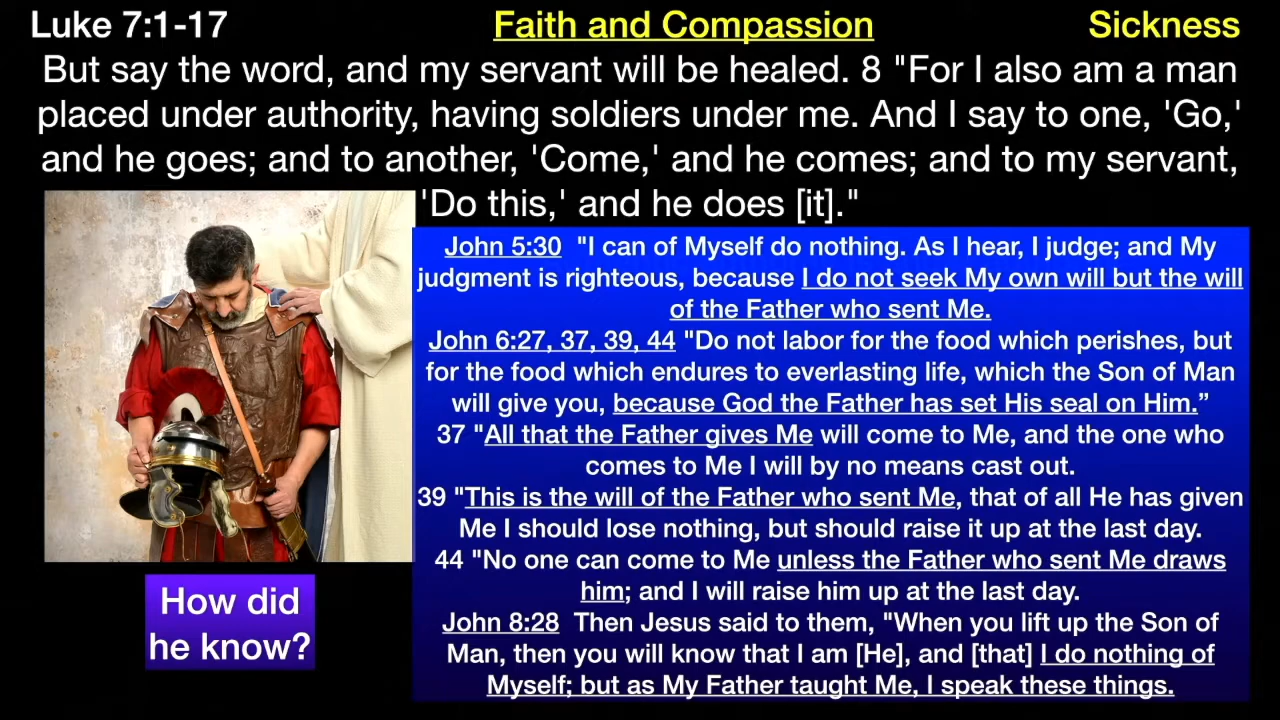 Luke 7:1-17
Faith and Compassion
Sickness
But say the word, and my servant will be healed. 8 "For I also am a man
placed under authority, having soldiers under me. And I say to one, 'Go,'
and he goes; and to another, 'Come,' and he comes; and to my servant,
'Do this,' and he does [it]."
John 5:30 "I can of Myself do nothing. As I hear, I judge; and My
judgment is righteous, because I do not seek My own will but the will
of the Father who sent Me.
John 6:27, 37, 39, 44 "Do not labor for the food which perishes, but
for the food which endures to everlasting life, which the Son of Man
will give you, because God the Father has set His seal on Him.”
37 "All that the Father gives Me will come to Me, and the one who
comes to Me I will by no means cast out.
39 "This is the will of the Father who sent Me, that of all He has given
Me I should lose nothing, but should raise it up at the last day.
44 "No one can come to Me unless the Father who sent Me draws
him; and I will raise him up at the last day.
John 8:28 Then Jesus said to them, "When you lift up the Son of
Man, then you will know that I am [He], and [that] I do nothing of
Myself; but as My Father taught Me, I speak these things.
How did
he know?